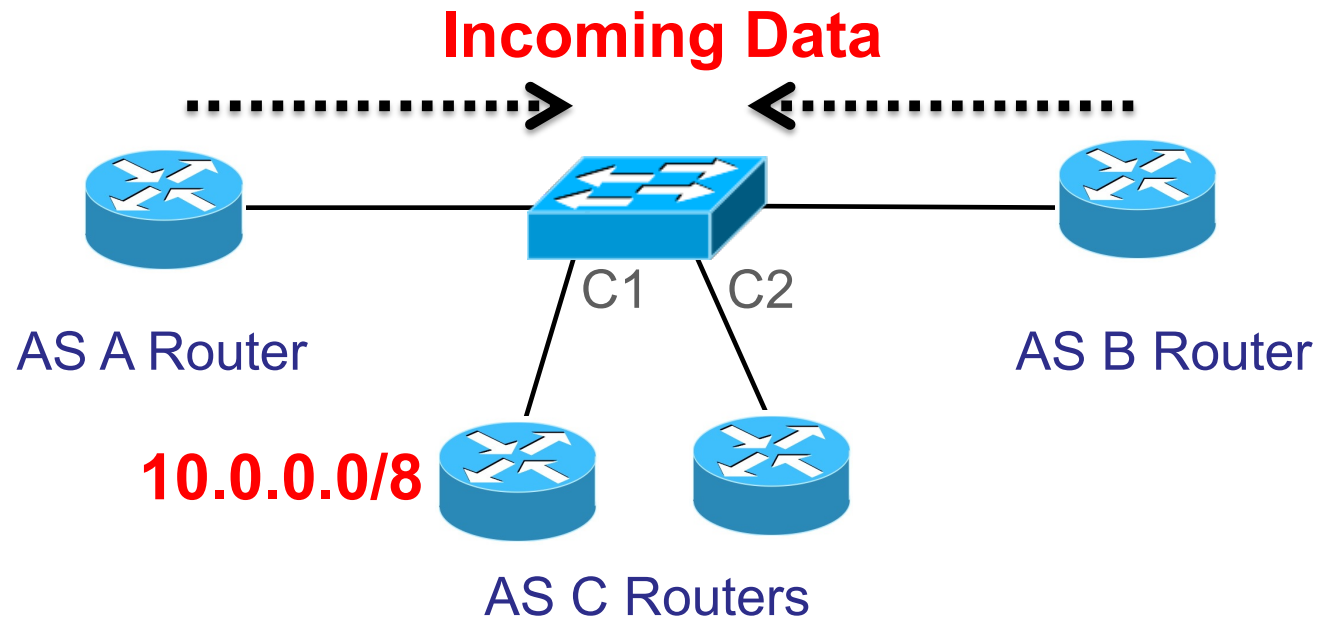 Incoming Data
C1
C2
AS A Router
AS B Router
10.0.0.0/8
AS C Routers